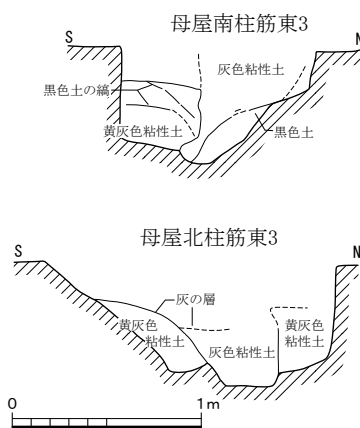 母屋南柱筋東3
S
N
灰色粘性土
黒色土の縞
黄灰色粘性土
黒色土
母屋北柱筋東3
S
N
灰の層
黄灰色
粘性土
灰色粘性土
黄灰色
粘性土
0
1m